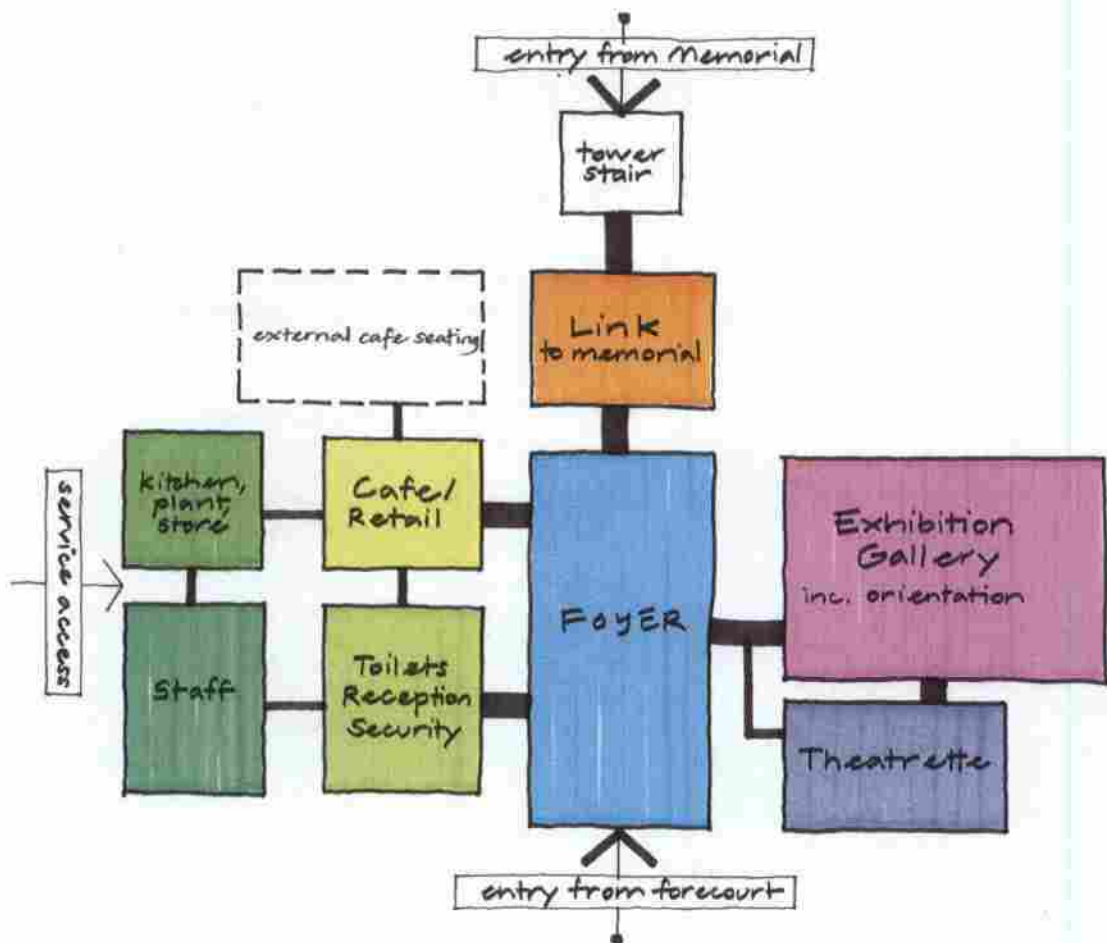 entry from Memorial
tower
stair
Link
to memorial
external cafe seating
kitchen,
plant,
store
Cafe/
Retail
service access
FOYER
Exhibition
Gallery
inc. orientation
Staff
Toilets
Reception
Security
Theatrette
entry from forecourt